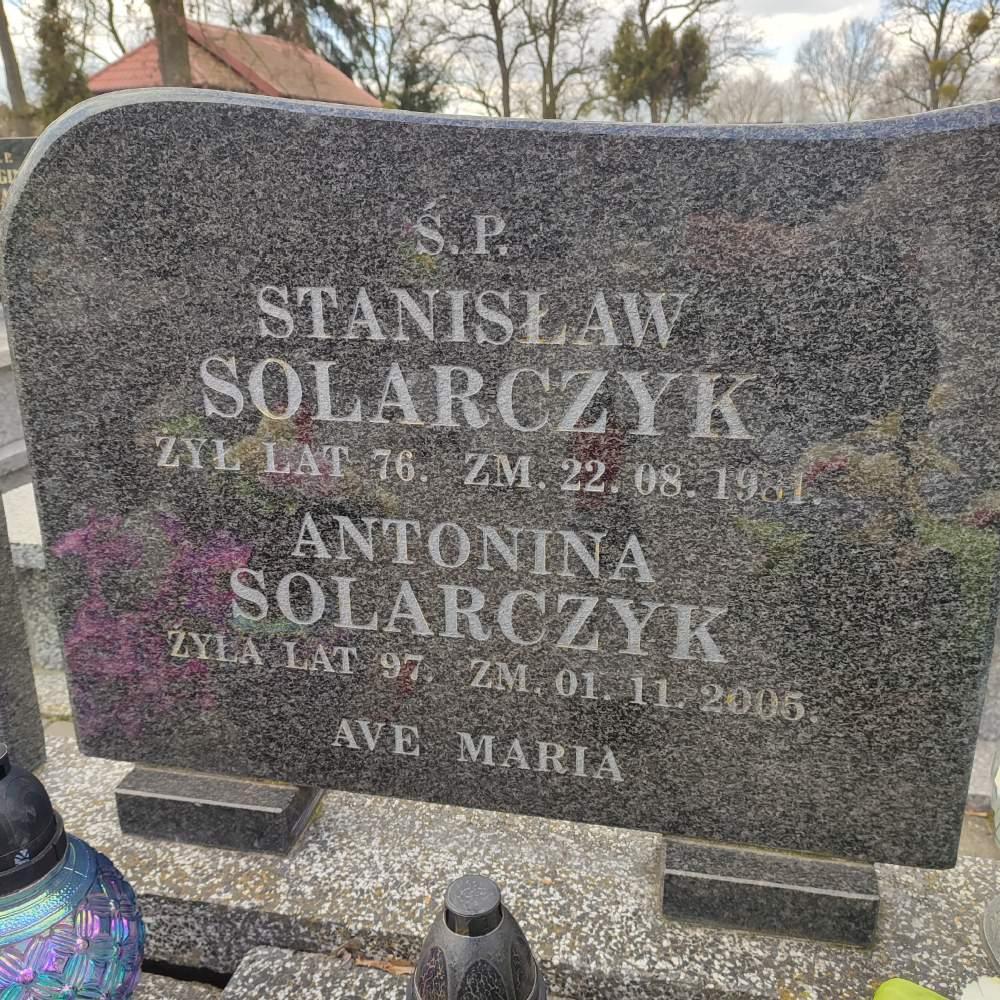 Ś.P.
STANISŁAW
SOLARCZYK
ŻYŁ LAT 76. ZM. 22. 08. 1981.
ANTONINA
SOLARCZYK
ŻYŁA LAT 97. ZM. 01. 11. 2005.
AVE MARIA